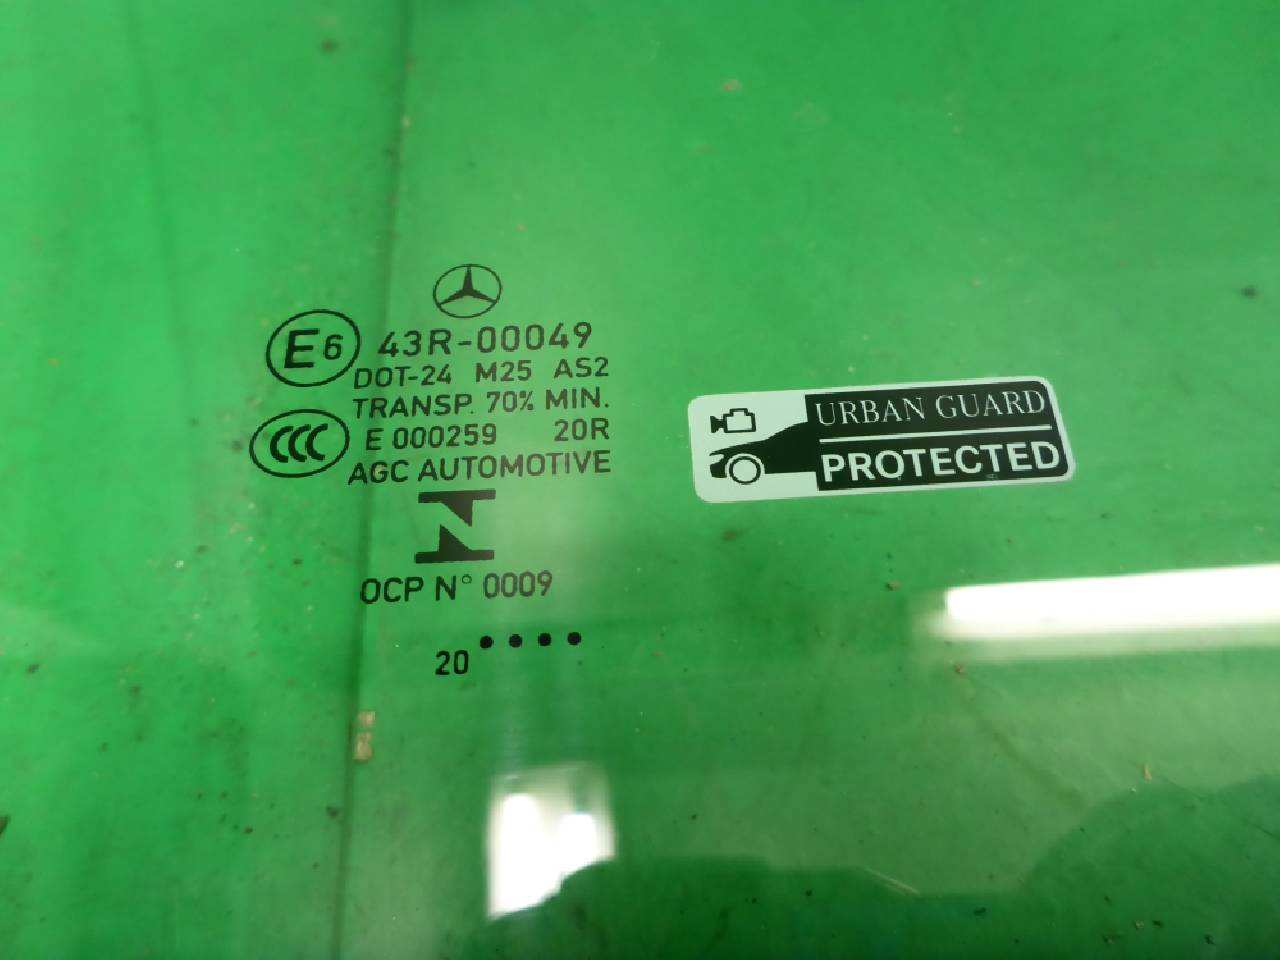 E6 43R-00049
DOT-24 M25 AS2
TRANSP. 70% MIN.
CCC E 000259 20R
AGC AUTOMOTIVE
OCP N° 0009
20 ••••
URBAN GUARD
PROTECTED